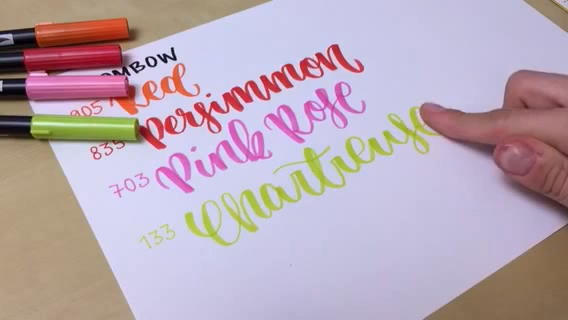 TOMBOW
905 Red
835 Persimmon
703 Pink Rose
133 Chartreuse